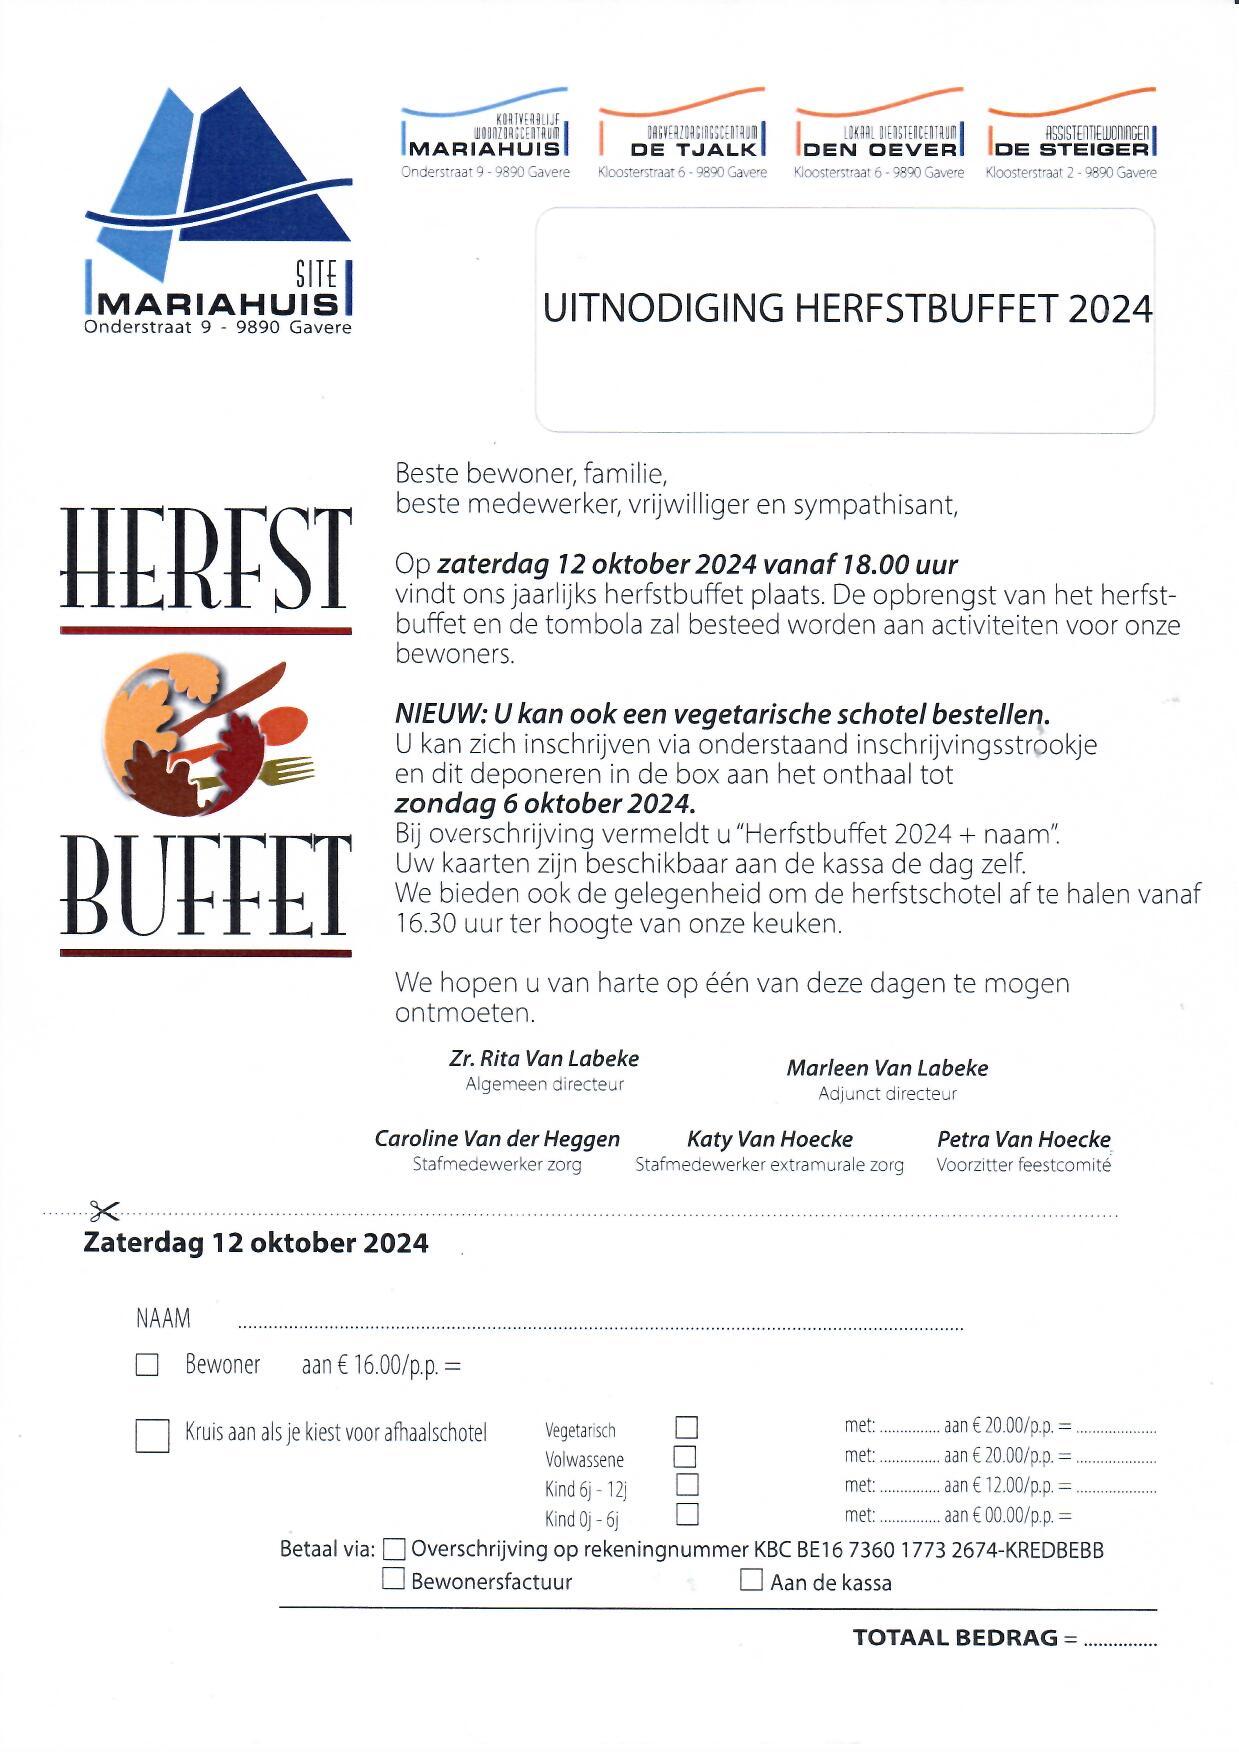 KORTVERBLIJF
WOONZORGCENTRUM
MARIAHUIS
Onderstraat 9 - 9890 Gavere
DAGVERZORGINGSCENTRUM
DE TJALK
Kloosterstraat 6 - 9890 Gavere
LOKAAL DIENSTENCENTRUM
DEN OEVER
Kloosterstraat 6 - 9890 Gavere
ASSISTENTIEWONINGEN
DE STEIGER
Kloosterstraat 2 - 9890 Gavere
SITE
MARIAHUIS
Onderstraat 9 - 9890 Gavere
UITNODIGING HERFSTBUFFET 2024
HERFST
BUFFET
Beste bewoner, familie,
beste medewerker, vrijwilliger en sympathisant,
Op zaterdag 12 oktober 2024 vanaf 18.00 uur
vindt ons jaarlijks herfstbuffet plaats. De opbrengst van het herfst-
buffet en de tombola zal besteed worden aan activiteiten voor onze
bewoners.
NIEUW: U kan ook een vegetarische schotel bestellen.
U kan zich inschrijven via onderstaand inschrijvingsstrookje
en dit deponeren in de box aan het onthaal tot
zondag 6 oktober 2024.
Bij overschrijving vermeldt u “Herfstbuffet 2024 + naam”.
Uw kaarten zijn beschikbaar aan de kassa de dag zelf.
We bieden ook de gelegenheid om de herfstschotel af te halen vanaf
16.30 uur ter hoogte van onze keuken.
We hopen u van harte op één van deze dagen te mogen
ontmoeten.
Zr. Rita Van Labeke
Algemeen directeur
Marleen Van Labeke
Adjunct directeur
Caroline Van der Heggen
Stafmedewerker zorg
Katy Van Hoecke
Stafmedewerker extramurale zorg
Petra Van Hoecke
Voorzitter feestcomité
Zaterdag 12 oktober 2024
NAAM ....................
Bewoner aan € 16.00/p.p. =
Kruis aan als je kiest voor afhaalschotel
Vegetarisch met: ............... aan € 20.00/p.p. = ....................
Volwassene met: ............... aan € 20.00/p.p. = ....................
Kind 6j - 12j met: ............... aan € 12.00/p.p. = ....................
Kind 0j - 6j met: ............... aan € 00.00/p.p. =
Betaal via: Overschrijving op rekeningnummer KBC BE16 7360 1773 2674-KREDBEBB
Bewonersfactuur Aan de kassa
TOTAAL BEDRAG = ...............